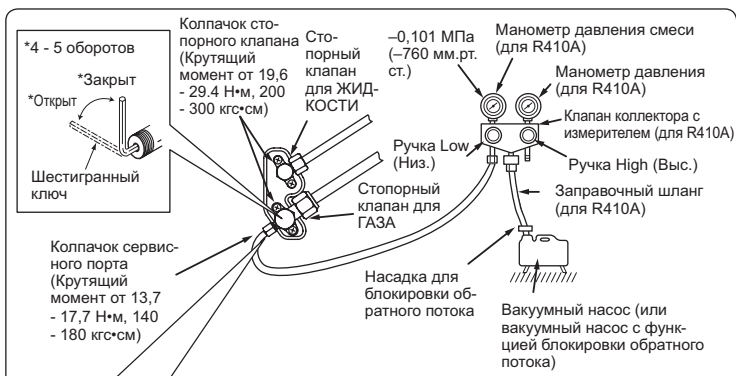 *4 - 5 оборотов
*Закрыт
*Открыт
Шестигранный
ключ
Колпачок сто-
порного клапана
(Крутящий
момент от 19,6
- 29.4 Н•м, 200
- 300 кгс•см)
Сто-
порный
клапан
для ЖИД-
КОСТИ
–0,101 МПа
(–760 мм.рт.
ст.)
Манометр давления смеси
(для R410A)
Манометр давления
(для R410A)
Клапан коллектора с
измерителем (для R410A)
Ручка Low
(Низ.)
Ручка High (Выс.)
Заправочный шланг
(для R410A)
Стопорный
клапан для
ГАЗА
Колпачок сервис-
ного порта
(Крутящий
момент от 13,7
- 17,7 Н•м, 140
- 180 кгс•см)
Насадка для
блокировки об-
ратного потока
Вакуумный насос (или
вакуумный насос с функ-
цией блокировки обратного
потока)